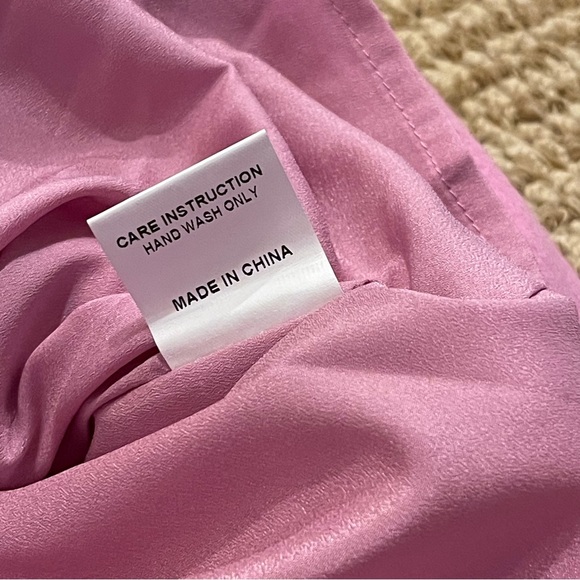 CARE INSTRUCTION
HAND WASH ONLY
MADE IN CHINA